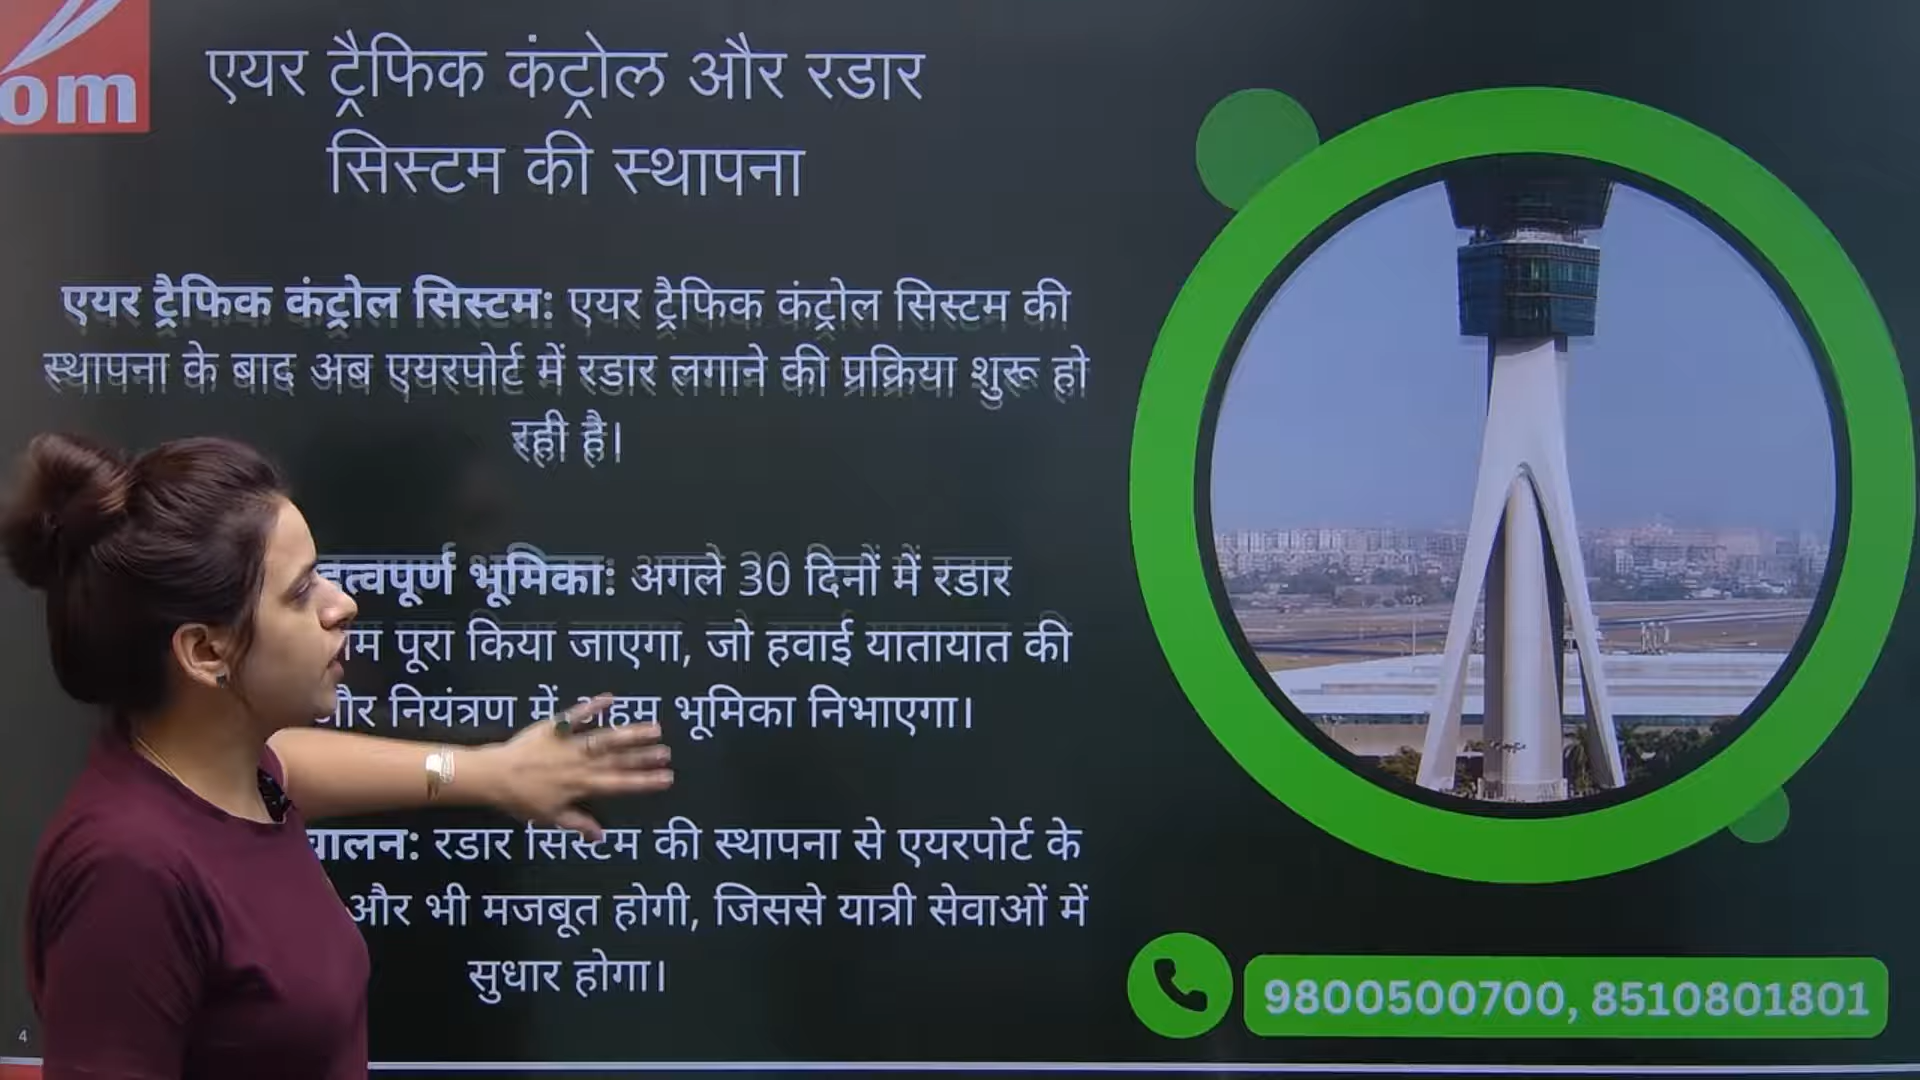 om
एयर ट्रैफिक कंट्रोल और रडार
सिस्टम की स्थापना
एयर ट्रैफिक कंट्रोल सिस्टम: एयर ट्रैफिक कंट्रोल सिस्टम की
स्थापना के बाद अब एयरपोर्ट में रडार लगाने की प्रक्रिया शुरू हो
रही है।
भूमिका: अगले 30 दिनों में रडार
पूरा किया जाएगा, जो हवाई यातायात की
नियंत्रण में भूमिका निभाएगा।
रडार सिस्टम की स्थापना से एयरपोर्ट के
और भी मजबूत होगी, जिससे यात्री सेवाओं में
सुधार होगा।
9800500700, 8510801801
4